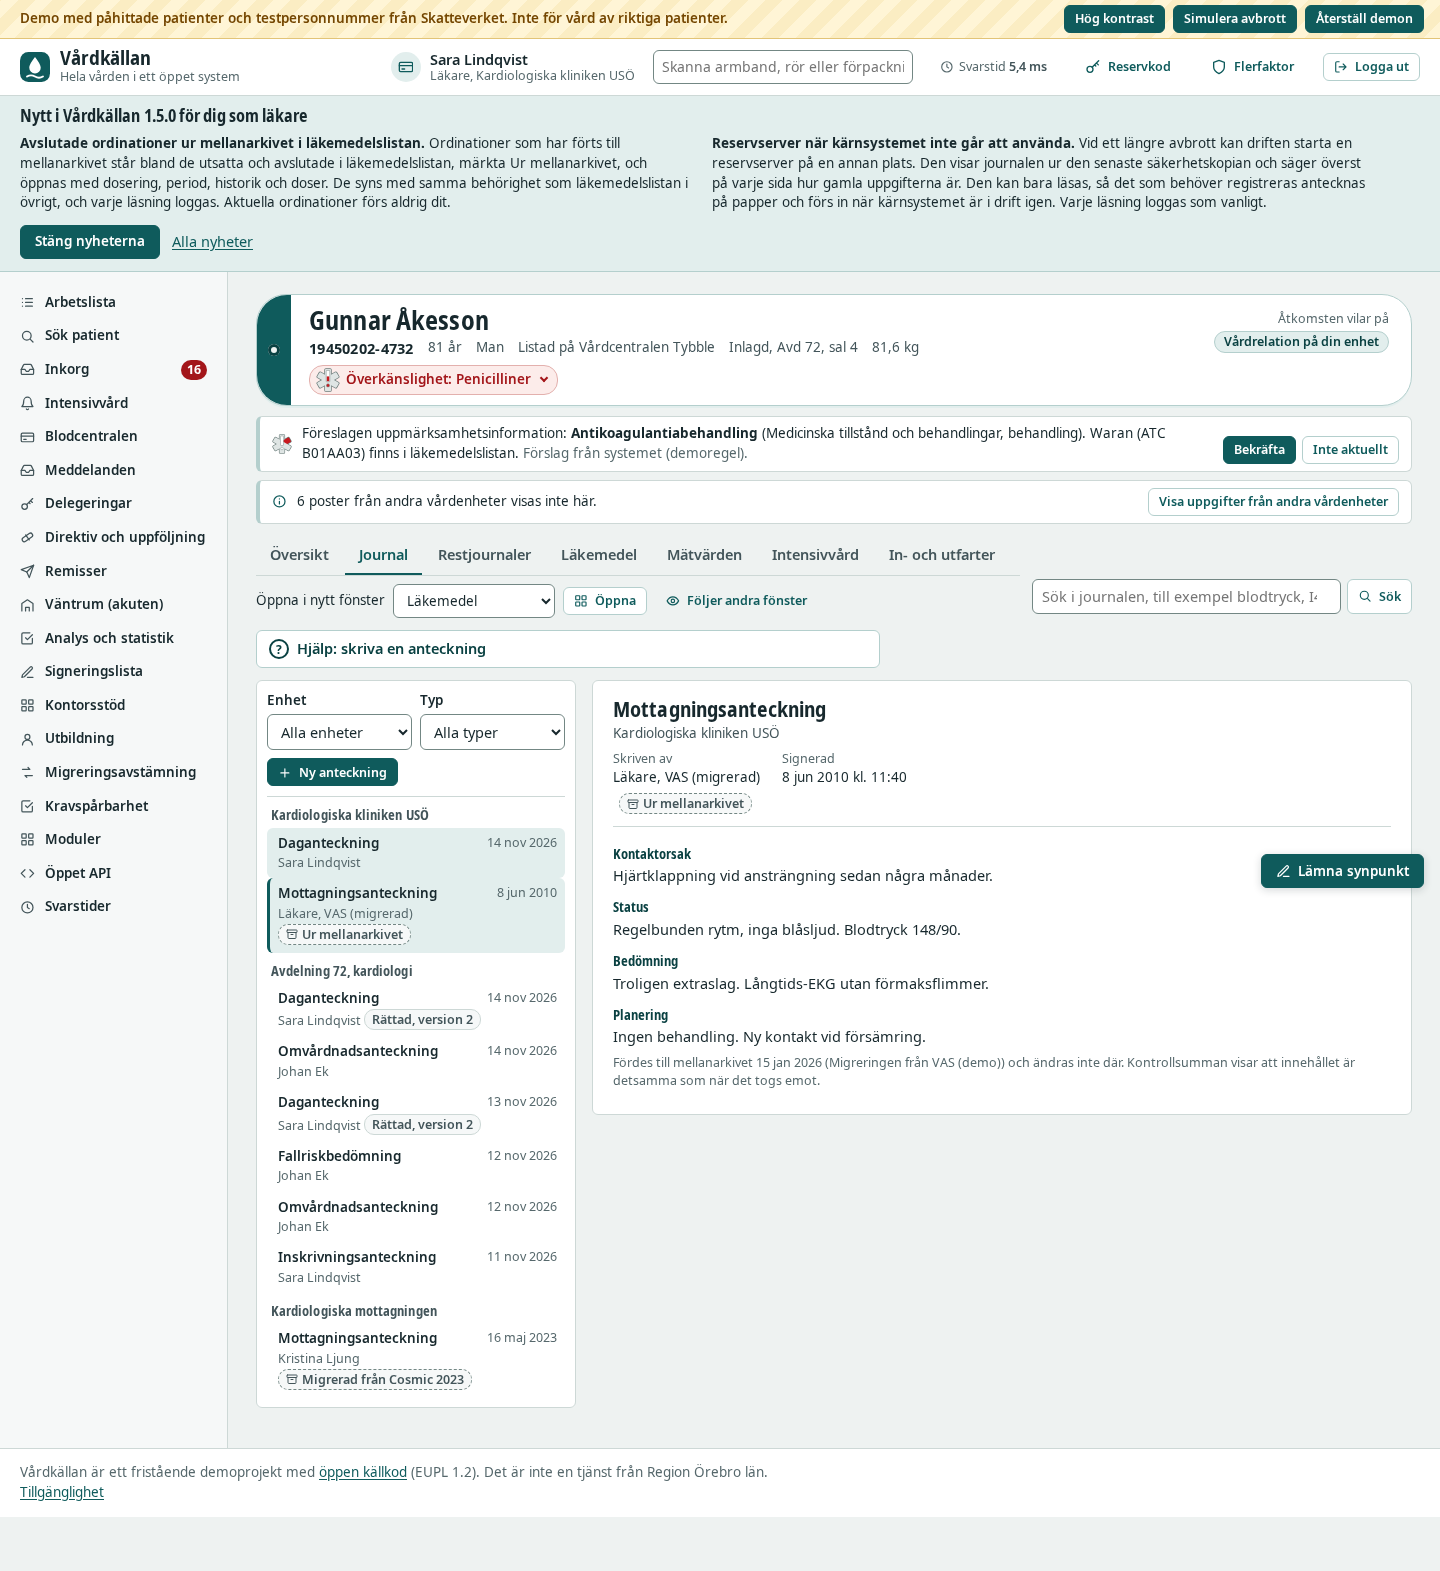 Demo med påhittade patienter och testpersonnummer från Skatteverket. Inte för vård av riktiga patienter.
Hög kontrast
Simulera avbrott
Återställ demon
Vårdkällan
Hela vården i ett öppet system
Sara Lindqvist
Läkare, Kardiologiska kliniken USÖ
Skanna armband, rör eller förpackni
Svarstid 5,4 ms
Reservkod
Flerfaktor
Logga ut
Nytt i Vårdkällan 1.5.0 för dig som läkare
Avslutade ordinationer ur mellanarkivet i läkemedelslistan. Ordinationer som har förts till
mellanarkivet står bland de utsatta och avslutade i läkemedelslistan, märkta Ur mellanarkivet, och
öppnas med dosering, period, historik och doser. De syns med samma behörighet som läkemedelslistan i
övrigt, och varje läsning loggas. Aktuella ordinationer förs aldrig dit.
Reservserver när kärnsystemet inte går att använda. Vid ett längre avbrott kan driften starta en
reservserver på en annan plats. Den visar journalen ur den senaste säkerhetskopian och säger överst
på varje sida hur gamla uppgifterna är. Den kan bara läsas, så det som behöver registreras antecknas
på papper och förs in när kärnsystemet är i drift igen. Varje läsning loggas som vanligt.
Stäng nyheterna
Alla nyheter
Arbetslista
Sök patient
Inkorg 16
Intensivvård
Blodcentralen
Meddelanden
Delegeringar
Direktiv och uppföljning
Remisser
Väntrum (akuten)
Analys och statistik
Signeringslista
Kontorsstöd
Utbildning
Migreringsavstämning
Kravspårbarhet
Moduler
Öppet API
Svarstider
Gunnar Åkesson
19450202-4732 81 år Man Listad på Vårdcentralen Tybble Inlagd, Avd 72, sal 4 81,6 kg
Överkänslighet: Penicilliner
Åtkomsten vilar på
Vårdrelation på din enhet
Föreslagen uppmärksamhetsinformation: Antikoagulantiabehandling (Medicinska tillstånd och behandlingar, behandling). Waran (ATC
B01AA03) finns i läkemedelslistan. Förslag från systemet (demoregel).
Bekräfta
Inte aktuellt
6 poster från andra vårdenheter visas inte här.
Visa uppgifter från andra vårdenheter
Översikt
Journal
Restjournaler
Läkemedel
Mätvärden
Intensivvård
In- och utfarter
Öppna i nytt fönster
Läkemedel
Öppna
Följer andra fönster
Sök i journalen, till exempel blodtryck, I4
Sök
? Hjälp: skriva en anteckning
Enhet
Typ
Alla enheter
Alla typer
Ny anteckning
Kardiologiska kliniken USÖ
Daganteckning 14 nov 2026
Sara Lindqvist
Mottagningsanteckning 8 jun 2010
Läkare, VAS (migrerad)
Ur mellanarkivet
Avdelning 72, kardiologi
Daganteckning 14 nov 2026
Sara Lindqvist Rättad, version 2
Omvårdnadsanteckning 14 nov 2026
Johan Ek
Daganteckning 13 nov 2026
Sara Lindqvist Rättad, version 2
Fallriskbedömning 12 nov 2026
Johan Ek
Omvårdnadsanteckning 12 nov 2026
Johan Ek
Inskrivningsanteckning 11 nov 2026
Sara Lindqvist
Kardiologiska mottagningen
Mottagningsanteckning 16 maj 2023
Kristina Ljung
Migrerad från Cosmic 2023
Mottagningsanteckning
Kardiologiska kliniken USÖ
Skriven av
Läkare, VAS (migrerad)
Signerad
8 jun 2010 kl. 11:40
Ur mellanarkivet
Kontaktorsak
Hjärtklappning vid ansträngning sedan några månader.
Status
Regelbunden rytm, inga blåsljud. Blodtryck 148/90.
Bedömning
Troligen extraslag. Långtids-EKG utan förmaksflimmer.
Planering
Ingen behandling. Ny kontakt vid försämring.
Fördes till mellanarkivet 15 jan 2026 (Migreringen från VAS (demo)) och ändras inte där. Kontrollsumman visar att innehållet är
detsamma som när det togs emot.
Lämna synpunkt
Vårdkällan är ett fristående demoprojekt med öppen källkod (EUPL 1.2). Det är inte en tjänst från Region Örebro län.
Tillgänglighet